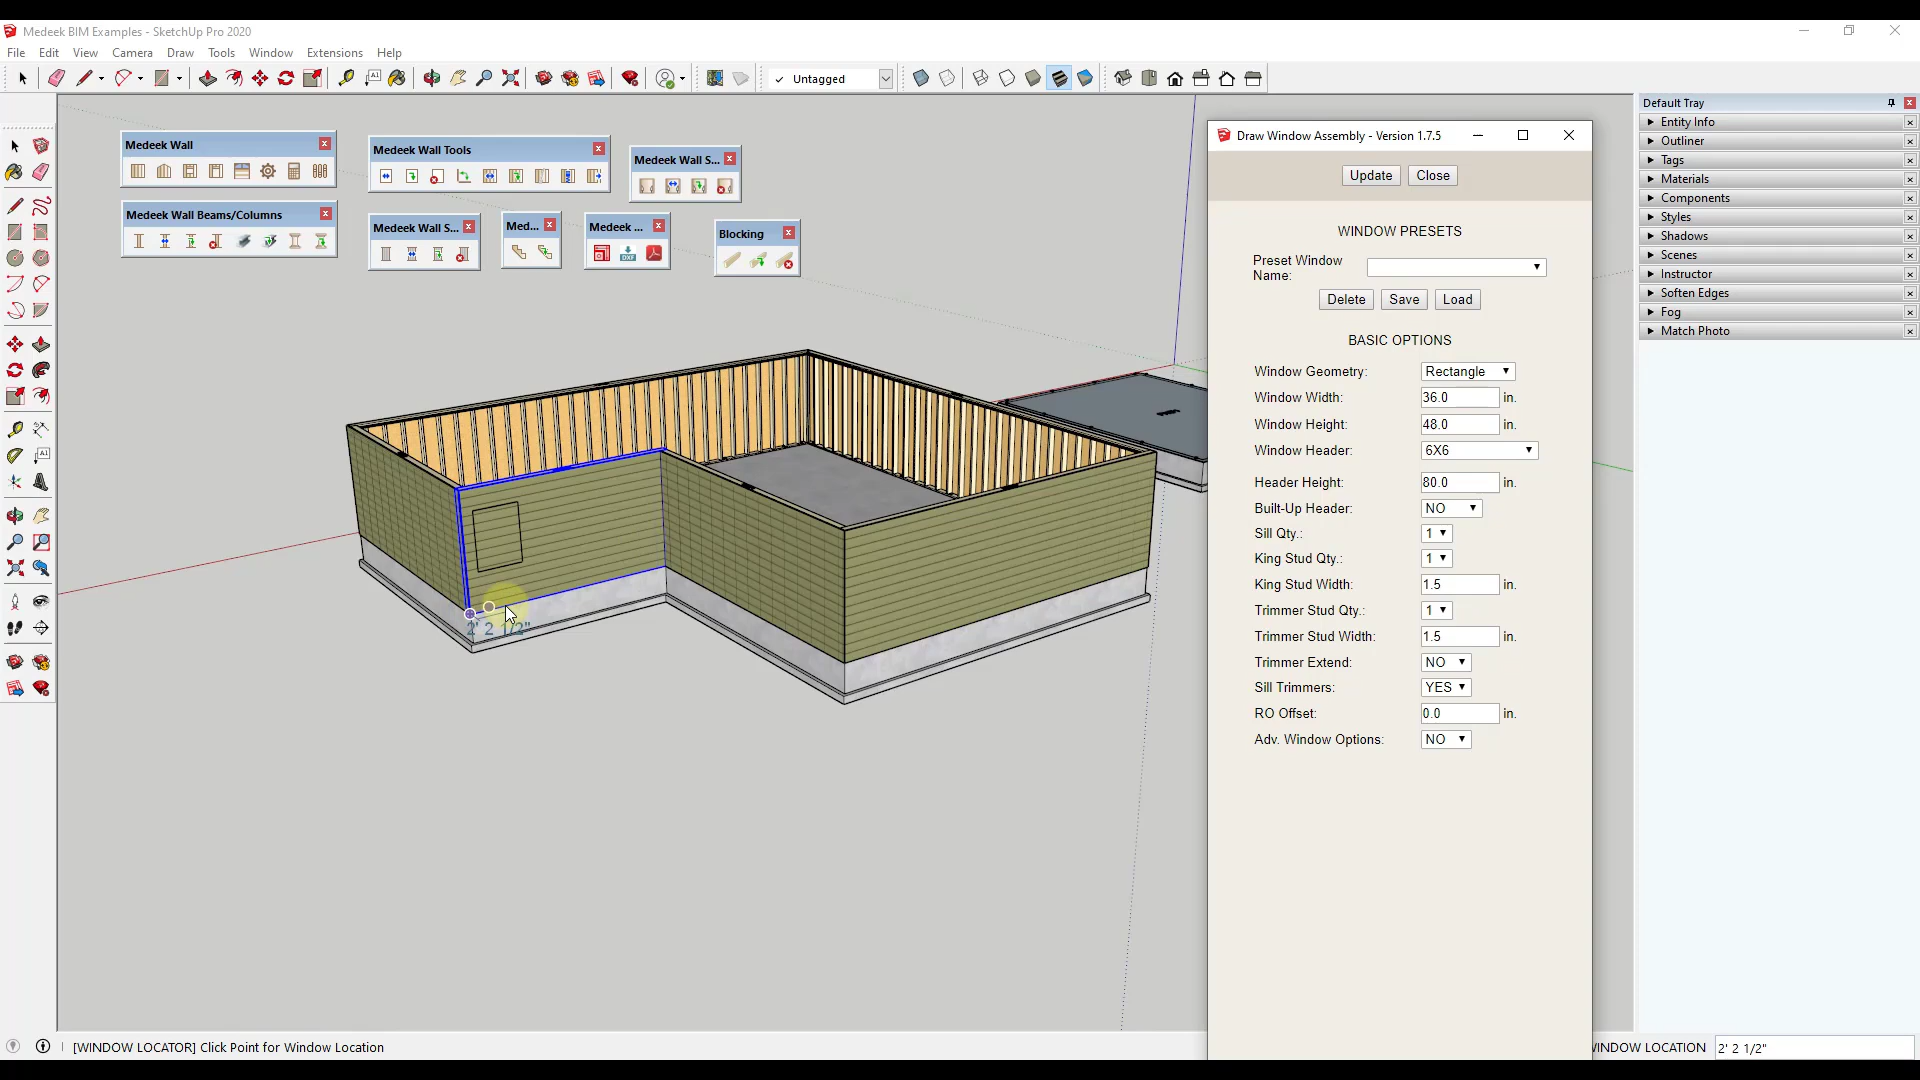 Medeek BIM Examples - SketchUp Pro 2020
File Edit View Camera Draw Tools Window Extensions Help
Untagged
Medeek Wall
Medeek Wall Tools
Medeek Wall S...
Medeek Wall Beams/Columns
Medeek Wall S...
Med...
Medeek ...
DXF
Blocking
2' 2 1/2"
Draw Window Assembly - Version 1.7.5
Update Close
WINDOW PRESETS
Preset Window Name:
Delete Save Load
BASIC OPTIONS
Window Geometry: Rectangle
Window Width: 36.0 in.
Window Height: 48.0 in.
Window Header: 6X6
Header Height: 80.0 in.
Built-Up Header: NO
Sill Qty.: 1
King Stud Qty.: 1
King Stud Width: 1.5 in.
Trimmer Stud Qty.: 1
Trimmer Stud Width: 1.5 in.
Trimmer Extend: NO
Sill Trimmers: YES
RO Offset: 0.0 in.
Adv. Window Options: NO
Default Tray
Entity Info
Outliner
Tags
Materials
Components
Styles
Shadows
Scenes
Instructor
Soften Edges
Fog
Match Photo
[WINDOW LOCATOR] Click Point for Window Location
WINDOW LOCATION 2' 2 1/2"